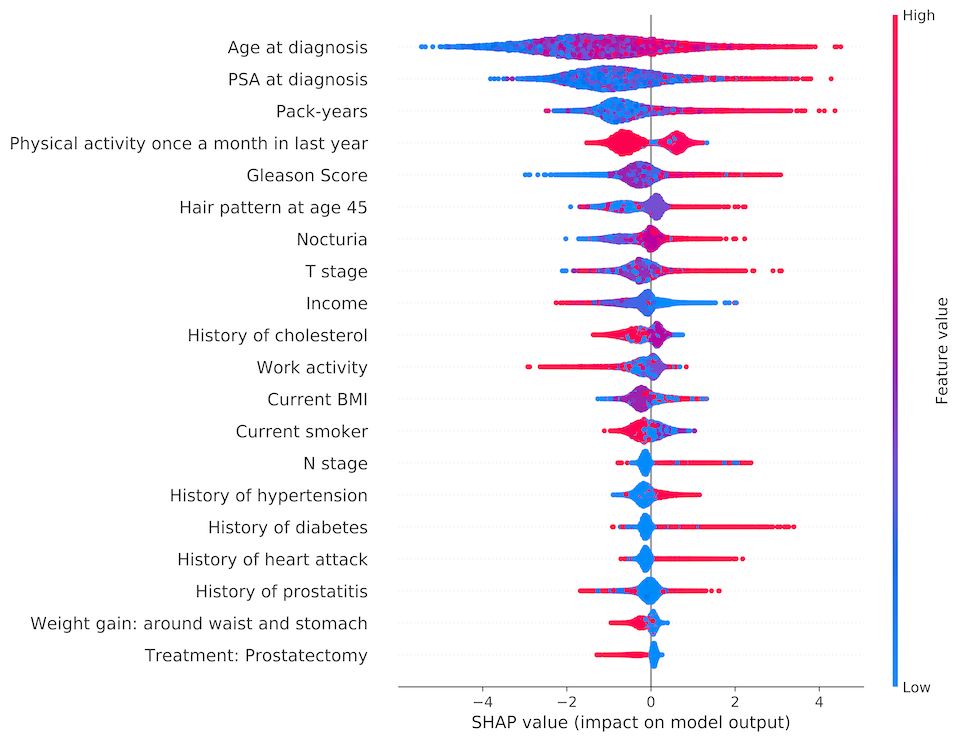 High
Age at diagnosis
PSA at diagnosis
Pack-years
Physical activity once a month in last year
Gleason Score
Hair pattern at age 45
Nocturia
T stage
Income
History of cholesterol
Work activity
Current BMI
Current smoker
N stage
History of hypertension
History of diabetes
History of heart attack
History of prostatitis
Weight gain: around waist and stomach
Treatment: Prostatectomy
Feature value
Low
−4 −2 0 2 4
SHAP value (impact on model output)